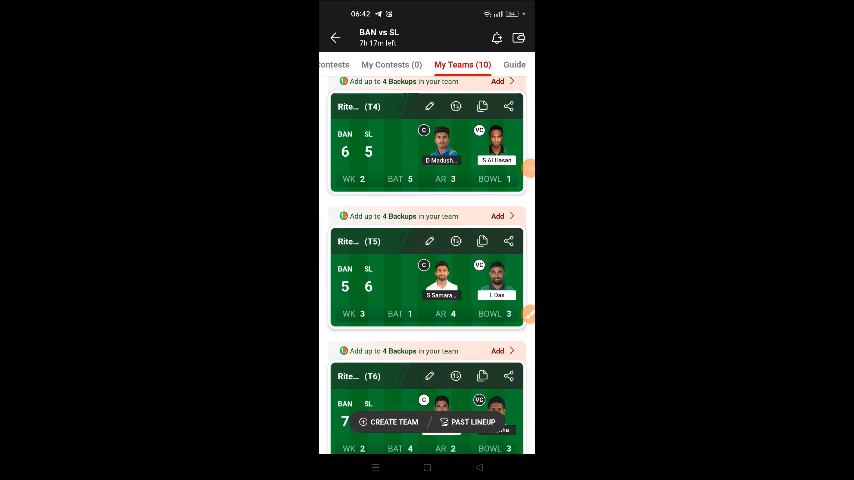 06:42
BAN vs SL
7h 17m left
ontests My Contests (0) My Teams (10) Guide
Add up to 4 Backups in your team Add
Rite... (T4)
BAN SL C VC
6 5
D Madush... S Al Hasan
WK 2 BAT 5 AR 3 BOWL 1
Add up to 4 Backups in your team Add
Rite... (T5)
BAN SL C VC
5 6
S Samara... L Das
WK 3 BAT 1 AR 4 BOWL 3
Add up to 4 Backups in your team Add
Rite... (T6)
BAN SL C VC
7
CREATE TEAM PAST LINEUP
WK 2 BAT 4 AR 2 BOWL 3